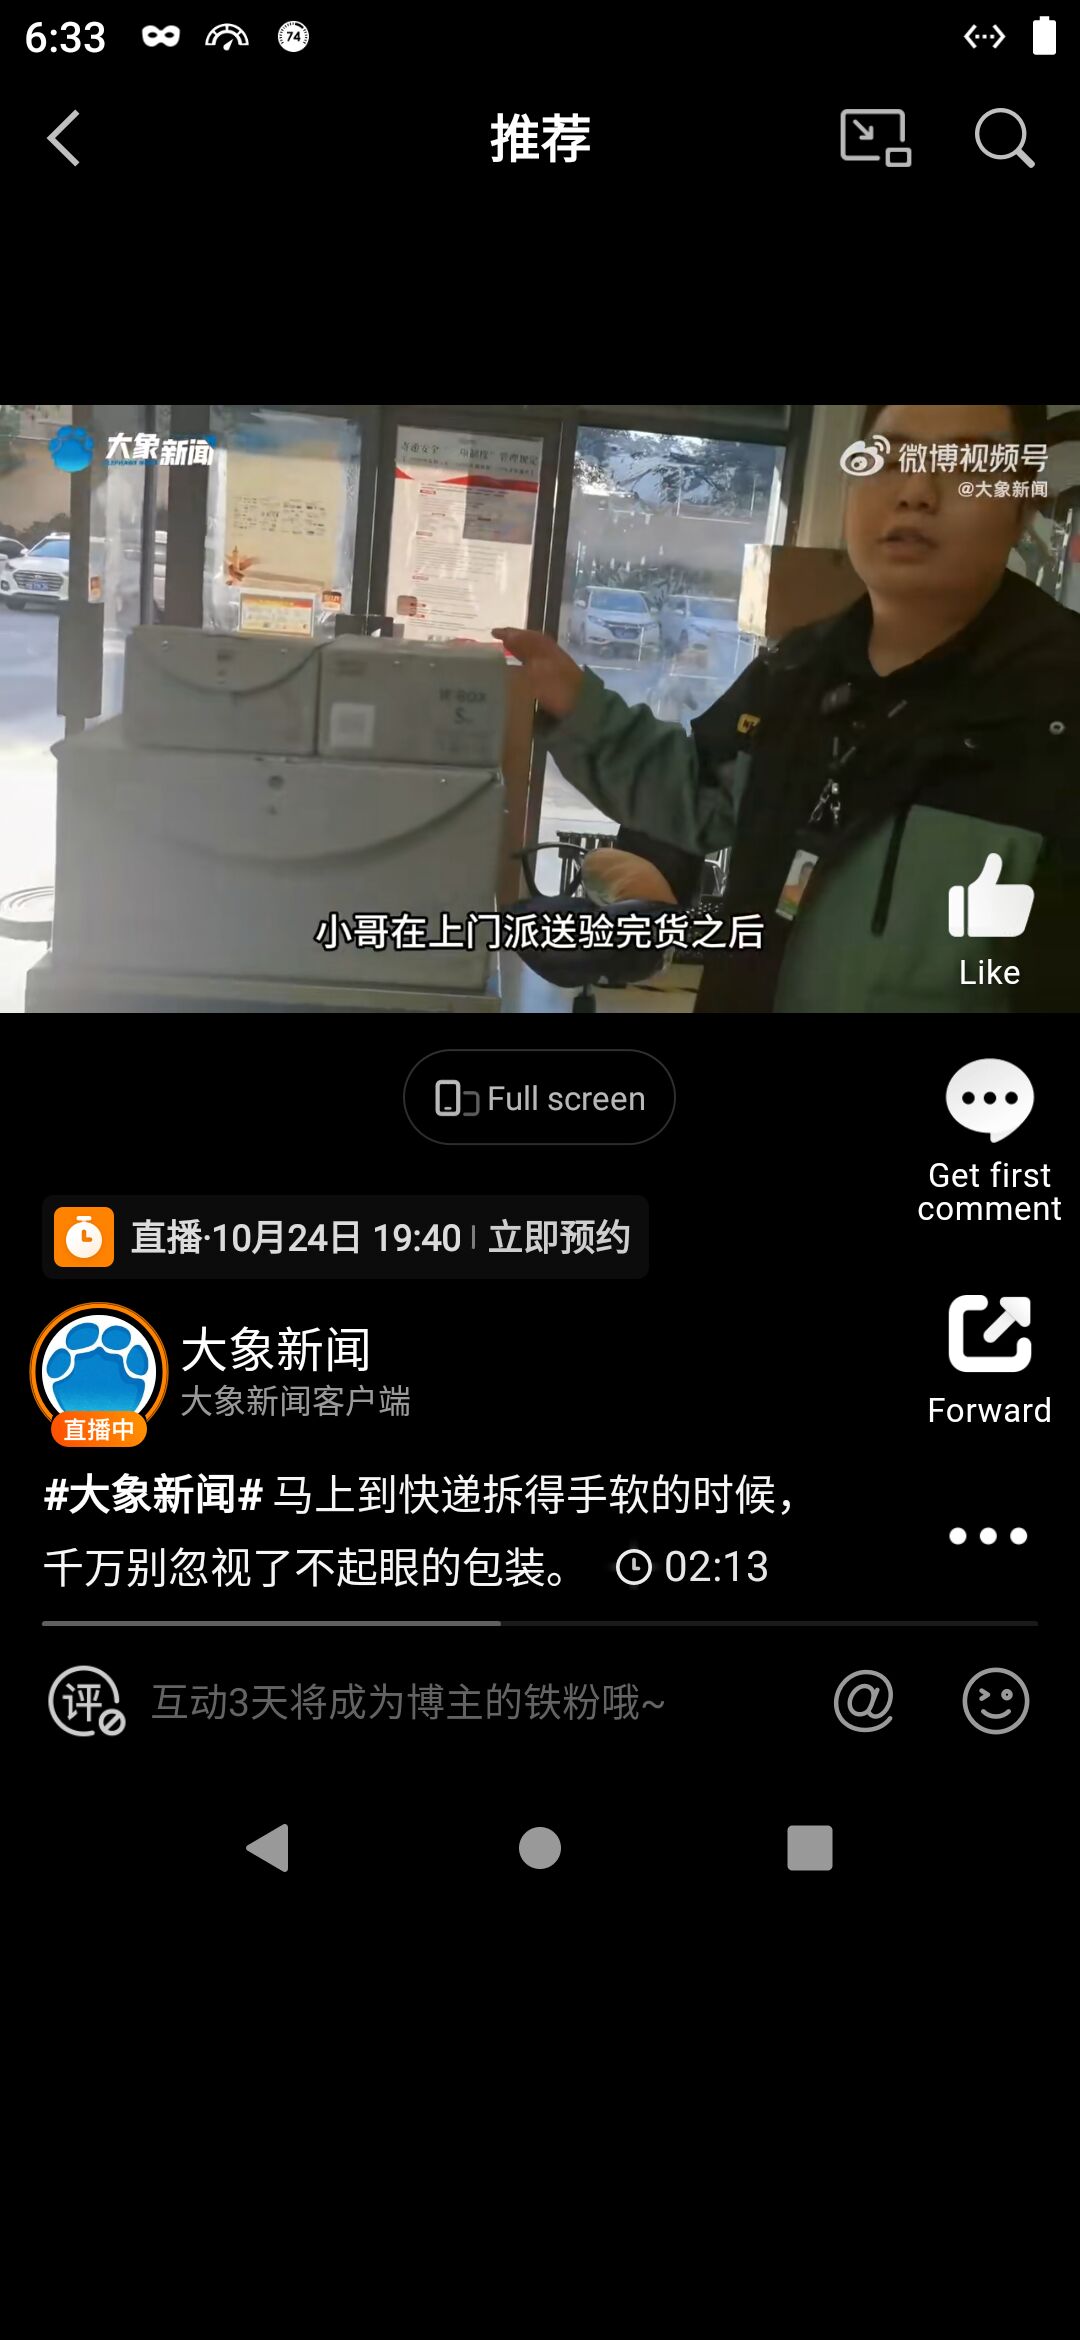 6:33
74
推荐
大象新闻
微博视频号
@大象新闻
小哥在上门派送验完货之后
Like
Full screen
Get first
comment
直播·10月24日 19:40 | 立即预约
大象新闻
大象新闻客户端
直播中
Forward
#大象新闻# 马上到快递拆得手软的时候，
千万别忽视了不起眼的包装。 02:13
评 互动3天将成为博主的铁粉哦~